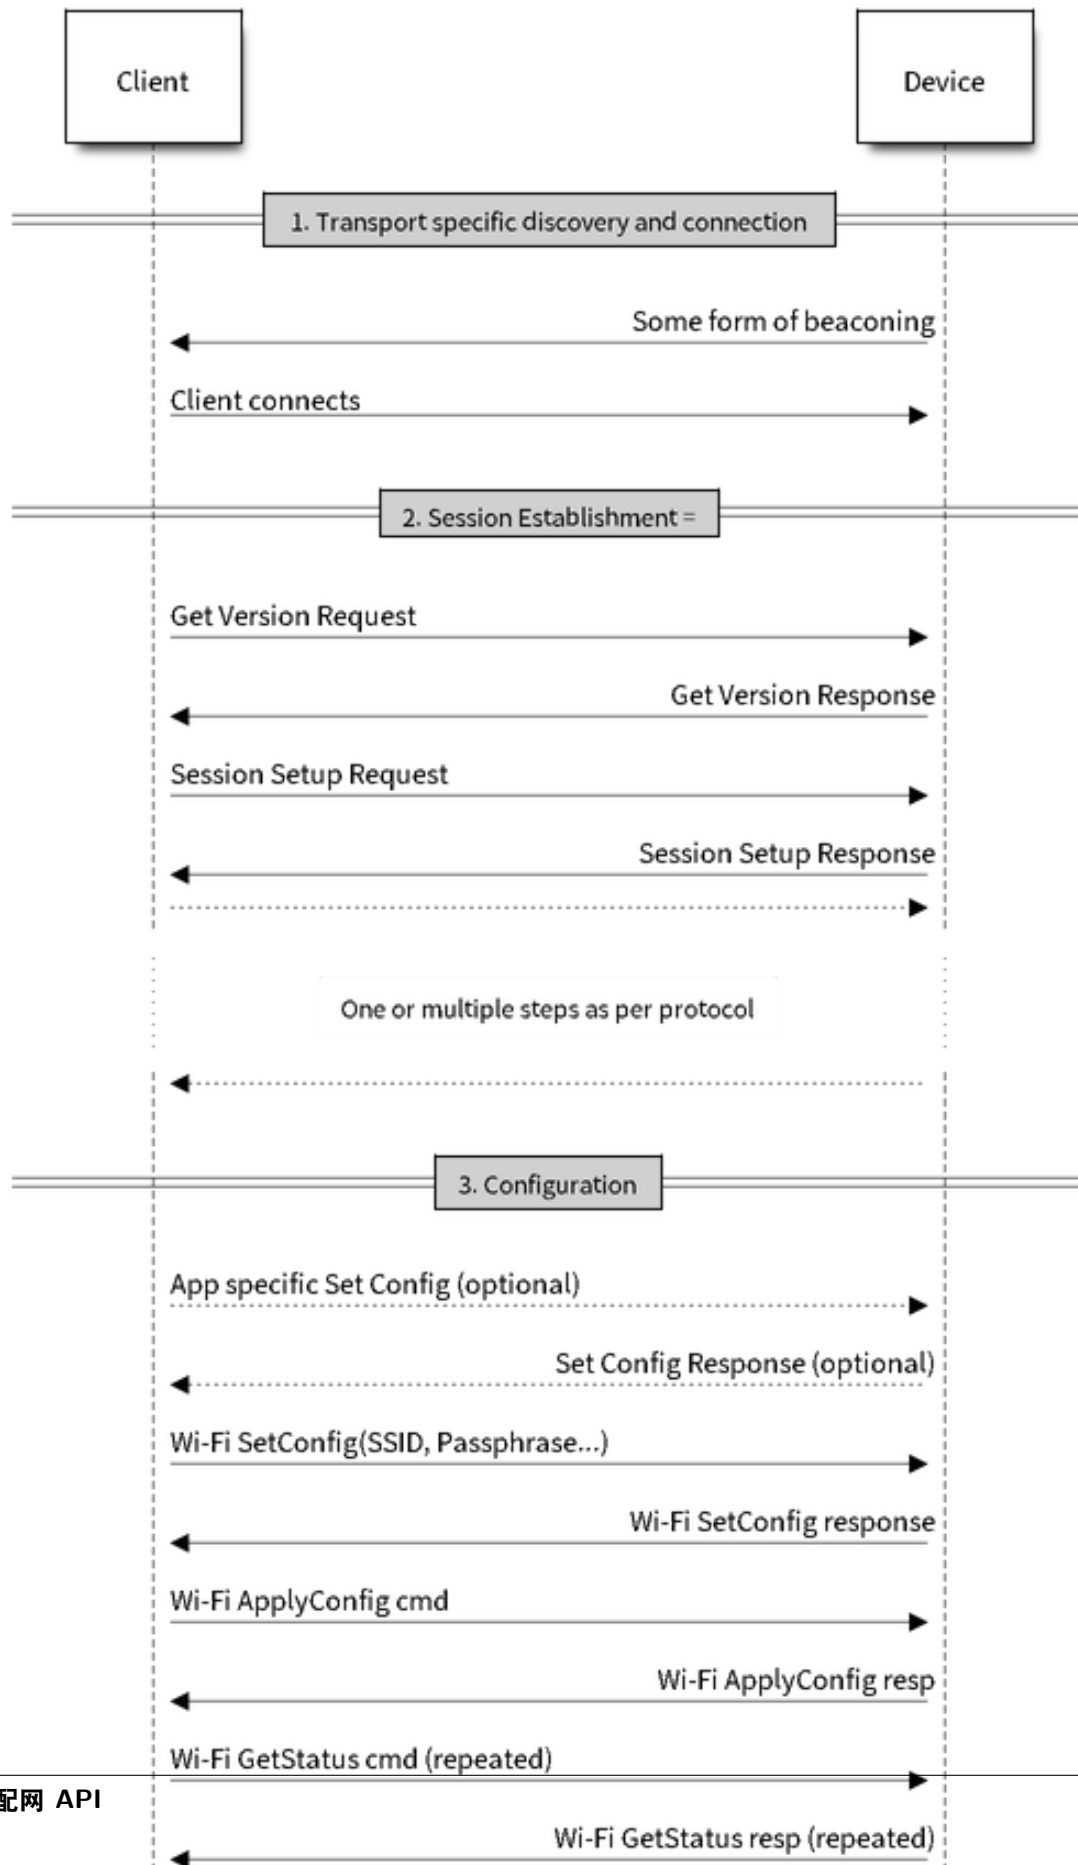 Client
Device
1. Transport specific discovery and connection
Some form of beaconing
Client connects
2. Session Establishment =
Get Version Request
Get Version Response
Session Setup Request
Session Setup Response
One or multiple steps as per protocol
3. Configuration
App specific Set Config (optional)
Set Config Response (optional)
Wi-Fi SetConfig(SSID, Passphrase...)
Wi-Fi SetConfig response
Wi-Fi ApplyConfig cmd
Wi-Fi ApplyConfig resp
Wi-Fi GetStatus cmd (repeated)
配网 API
Wi-Fi GetStatus resp (repeated)